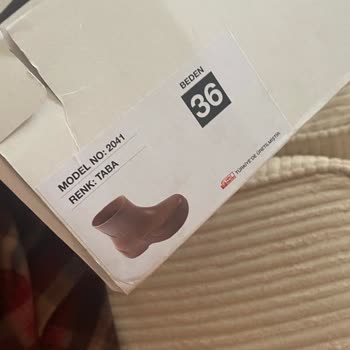 BEDEN
36
MODEL NO: 2041
RENK: TABA
TÜRKİYE'DE ÜRETİLMİŞTİR